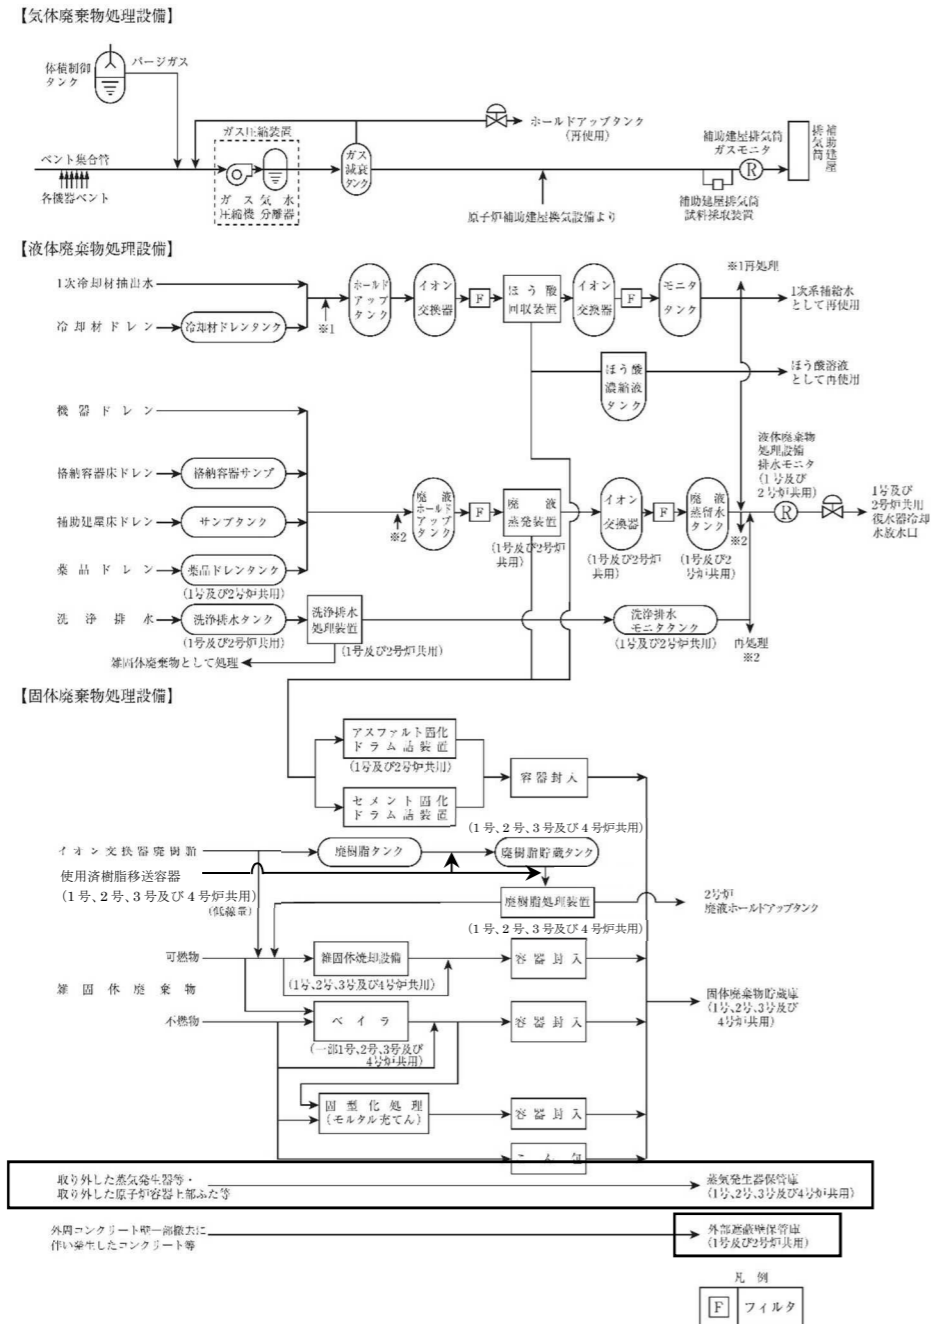 【気体廃棄物処理設備】
体積制御
タンク
パージガス
ガス圧縮装置
ホールドアップタンク
(再使用)
補助建屋排気筒
ガスモニタ
補助建屋
排気筒
ベント集合管
各機器ベント
ガス
圧縮機
気水
分離器
ガス
減衰
タンク
R
原子炉補助建屋換気設備より
補助建屋排気筒
試料採取装置
【液体廃棄物処理設備】
1次冷却材抽出水
冷却材ドレン
冷却材ドレンタンク
※1
ホールド
アップ
タンク
イオン
交換器
F
ほう酸
回収装置
イオン
交換器
F
モニタ
タンク
※1再処理
1次系補給水
として再使用
ほう酸
濃縮液
タンク
ほう酸溶液
として再使用
機器ドレン
格納容器床ドレン
格納容器サンプ
補助建屋床ドレン
サンプタンク
薬品ドレン
薬品ドレンタンク
(1号及び2号炉共用)
※2
廃液
ホールド
アップ
タンク
F
廃液
蒸発装置
(1号及び2号炉
共用)
イオン
交換器
(1号及び2号炉
共用)
F
廃液
蒸留水
タンク
(1号及び2
号炉共用)
※2
液体廃棄物
処理設備
排水モニタ
(1号及び
2号炉共用)
R
1号及び
2号炉共用
復水器冷却
水放水口
洗浄排水
洗浄排水タンク
(1号及び2号炉共用)
洗浄排水
処理装置
(1号及び2号炉共用)
洗浄排水
モニタタンク
(1号及び2号炉共用)
再処理
※2
雑固体廃棄物として処理
【固体廃棄物処理設備】
アスファルト固化
ドラム詰装置
(1号及び2号炉共用)
セメント固化
ドラム詰装置
容器封入
(1号、2号、3号及び4号炉共用)
イオン交換器廃樹脂
廃樹脂タンク
廃樹脂貯蔵タンク
使用済樹脂移送容器
(1号、2号、3号及び4号炉共用)
(低線量)
廃樹脂処理装置
(1号、2号、3号及び4号炉共用)
2号炉
廃液ホールドアップタンク
可燃物
雑固体焼却設備
(1号、2号、3号及び4号炉共用)
容器封入
雑固体廃棄物
不燃物
ベイラ
(一部1号、2号、3号及び
4号炉共用)
容器封入
固体廃棄物貯蔵庫
(1号、2号、3号及び
4号炉共用)
固型化処理
(モルタル充てん)
容器封入
こん包
取り外した蒸気発生器等・
取り外した原子炉容器上部ふた等
蒸気発生器保管庫
(1号、2号、3号及び4号炉共用)
外周コンクリート壁一部撤去に
伴い発生したコンクリート等
外部遮蔽壁保管庫
(1号及び2号炉共用)
凡例
F
フィルタ